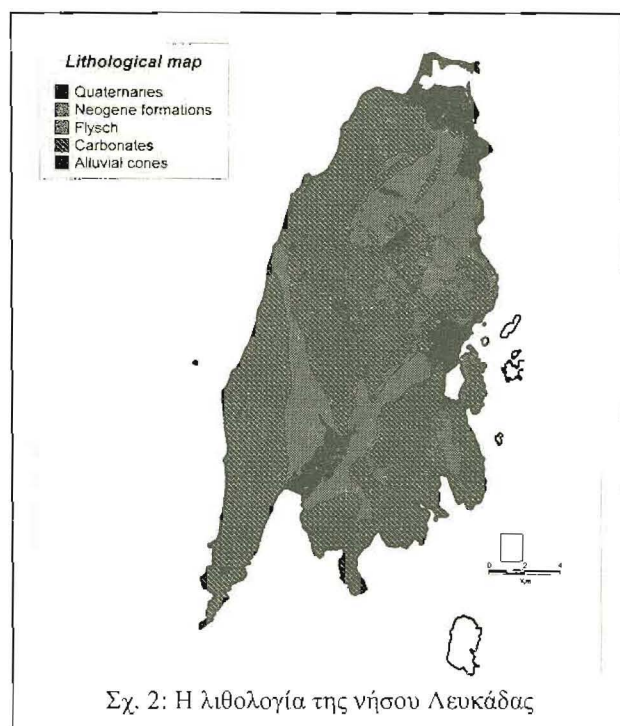 Lithological map
Quaternaries
Neogene formations
Flysch
Carbonates
Alluvial cones
0 2 4
Km
Σχ. 2: Η λιθολογία της νήσου Λευκάδας